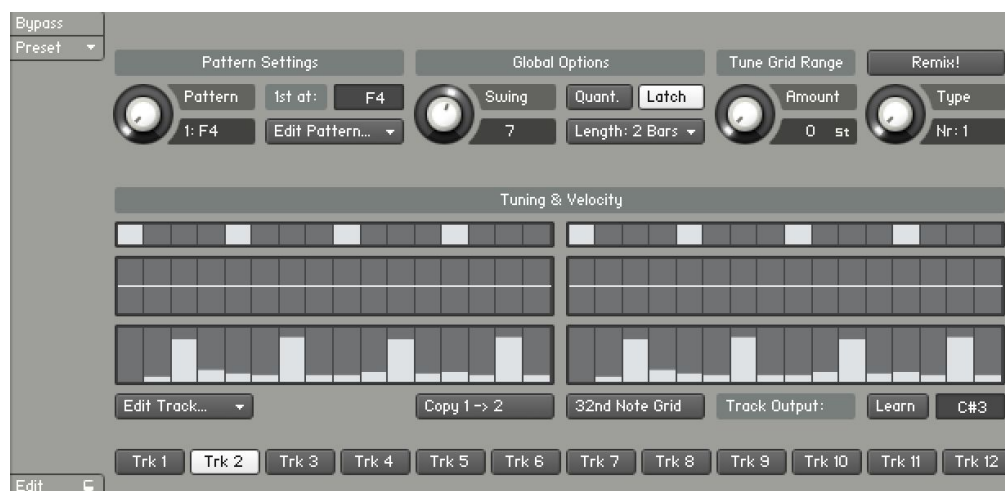 Bypass
Preset
Pattern Settings
Global Options
Tune Grid Range
Remix!
Pattern
1st at:
F4
Swing
Quant.
Latch
Amount
Type
1: F4
Edit Pattern...
7
Length: 2 Bars
0 st
Nr: 1
Tuning & Velocity
Edit Track...
Copy 1 -> 2
32nd Note Grid
Track Output:
Learn
C#3
Trk 1
Trk 2
Trk 3
Trk 4
Trk 5
Trk 6
Trk 7
Trk 8
Trk 9
Trk 10
Trk 11
Trk 12
Edit